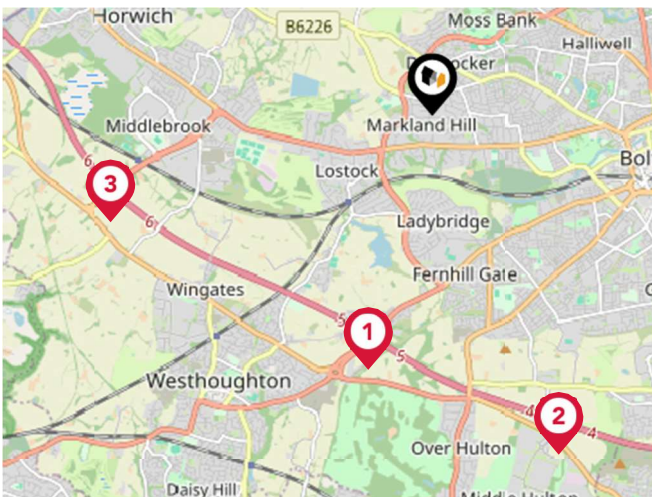 Horwich
B6226
Moss Bank
Halliwell
Markland Hill
Middlebrook
6
3
Lostock
6
Ladybridge
Fernhill Gate
Wingates
5
1
5
Westhoughton
4
2
4
Over Hulton
Daisy Hill